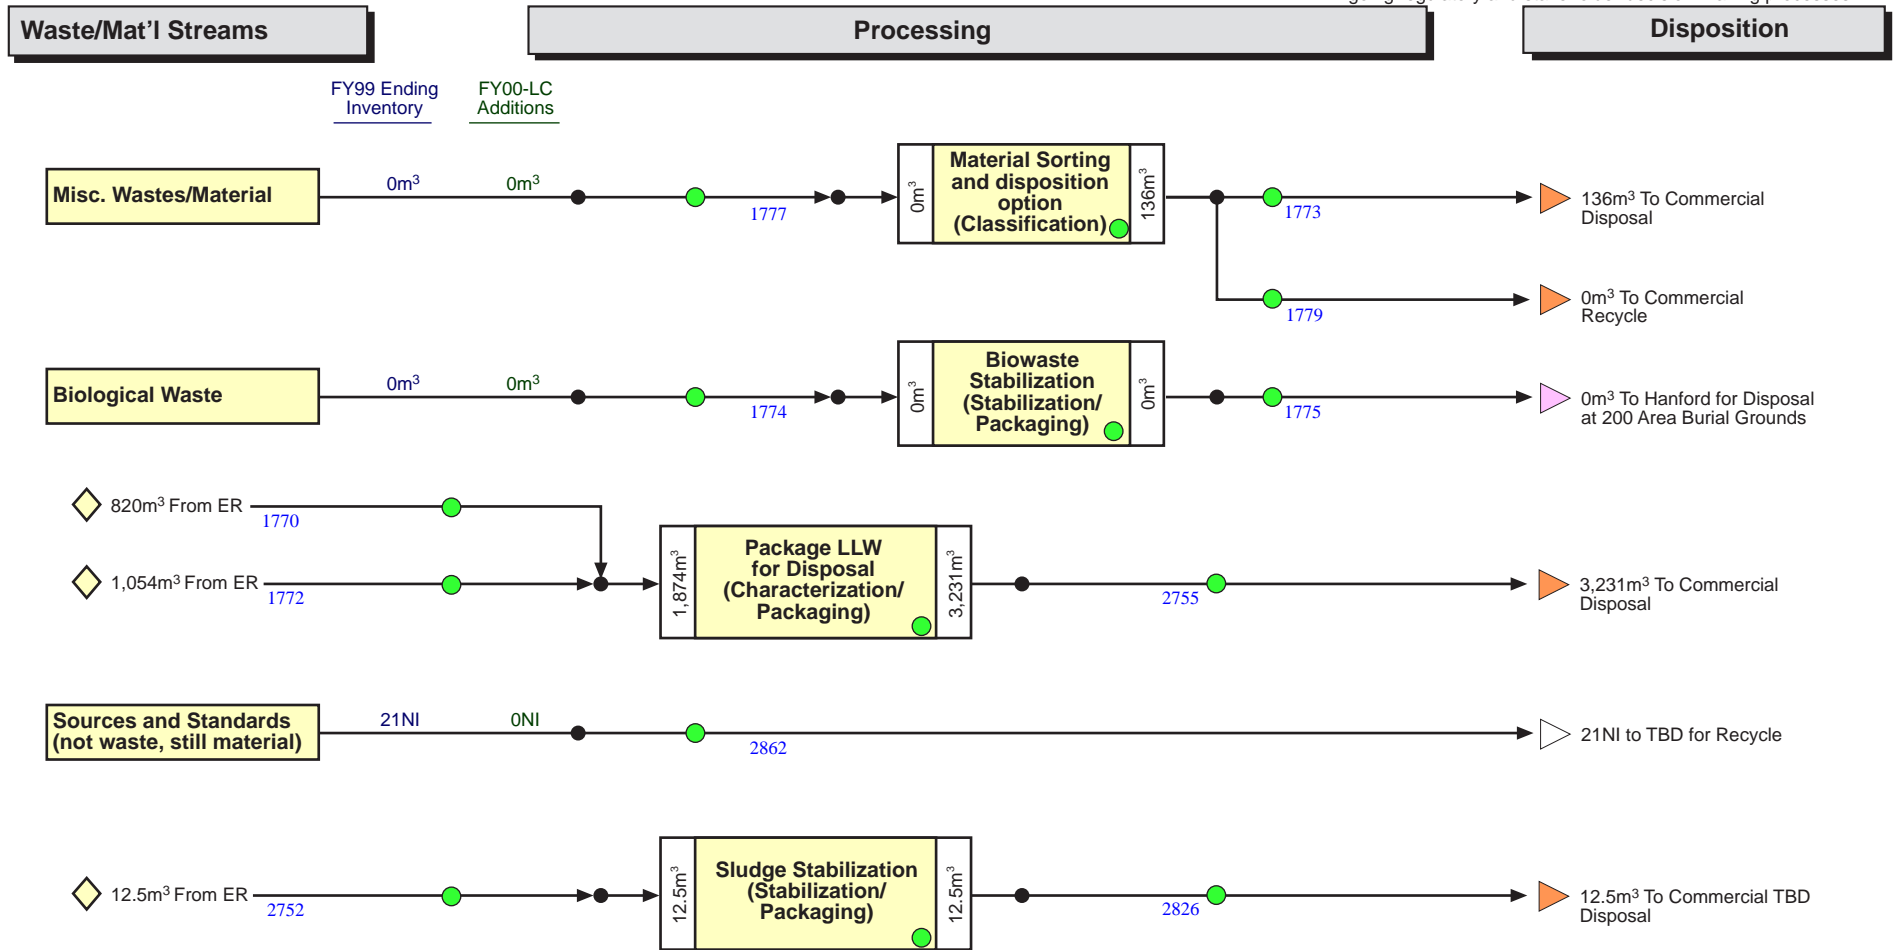 Waste/Mat'l Streams
Processing
Disposition
FY99 Ending
Inventory
FY00-LC
Additions
Misc. Wastes/Material
0m³
0m³
1777
0m³
Material Sorting
and disposition
option
(Classification)
136m³
1773
136m³ To Commercial
Disposal
1779
0m³ To Commercial
Recycle
Biological Waste
0m³
0m³
1774
0m³
Biowaste
Stabilization
(Stabilization/
Packaging)
0m³
1775
0m³ To Hanford for Disposal
at 200 Area Burial Grounds
820m³ From ER
1770
1,054m³ From ER
1772
1,874m³
Package LLW
for Disposal
(Characterization/
Packaging)
3,231m³
2755
3,231m³ To Commercial
Disposal
Sources and Standards
(not waste, still material)
21NI
0NI
2862
21NI to TBD for Recycle
12.5m³ From ER
2752
12.5m³
Sludge Stabilization
(Stabilization/
Packaging)
12.5m³
2826
12.5m³ To Commercial TBD
Disposal